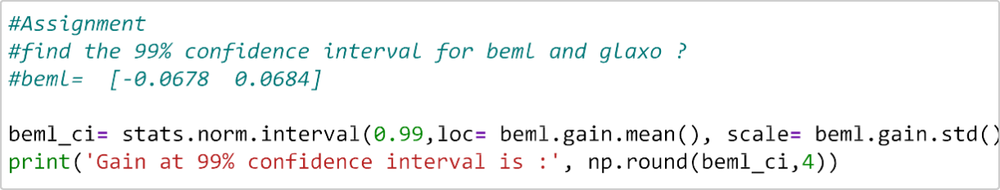 #Assignment
#find the 99% confidence interval for beml and glaxo ?
#beml=  [-0.0678  0.0684]
beml_ci= stats.norm.interval(0.99,loc= beml.gain.mean(), scale= beml.gain.std()
print('Gain at 99% confidence interval is :', np.round(beml_ci,4))